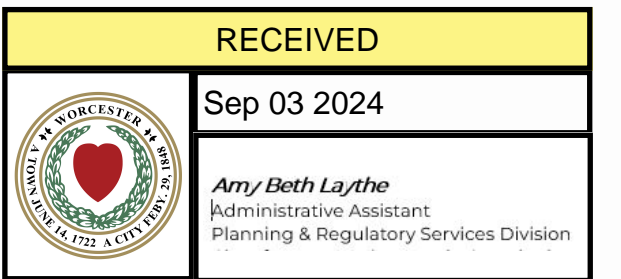 RECEIVED
Sep 03 2024
WORCESTER
A TOWN JUNE 14, 1722 A CITY FEBY. 29, 1848
Amy Beth Laythe
Administrative Assistant
Planning & Regulatory Services Division